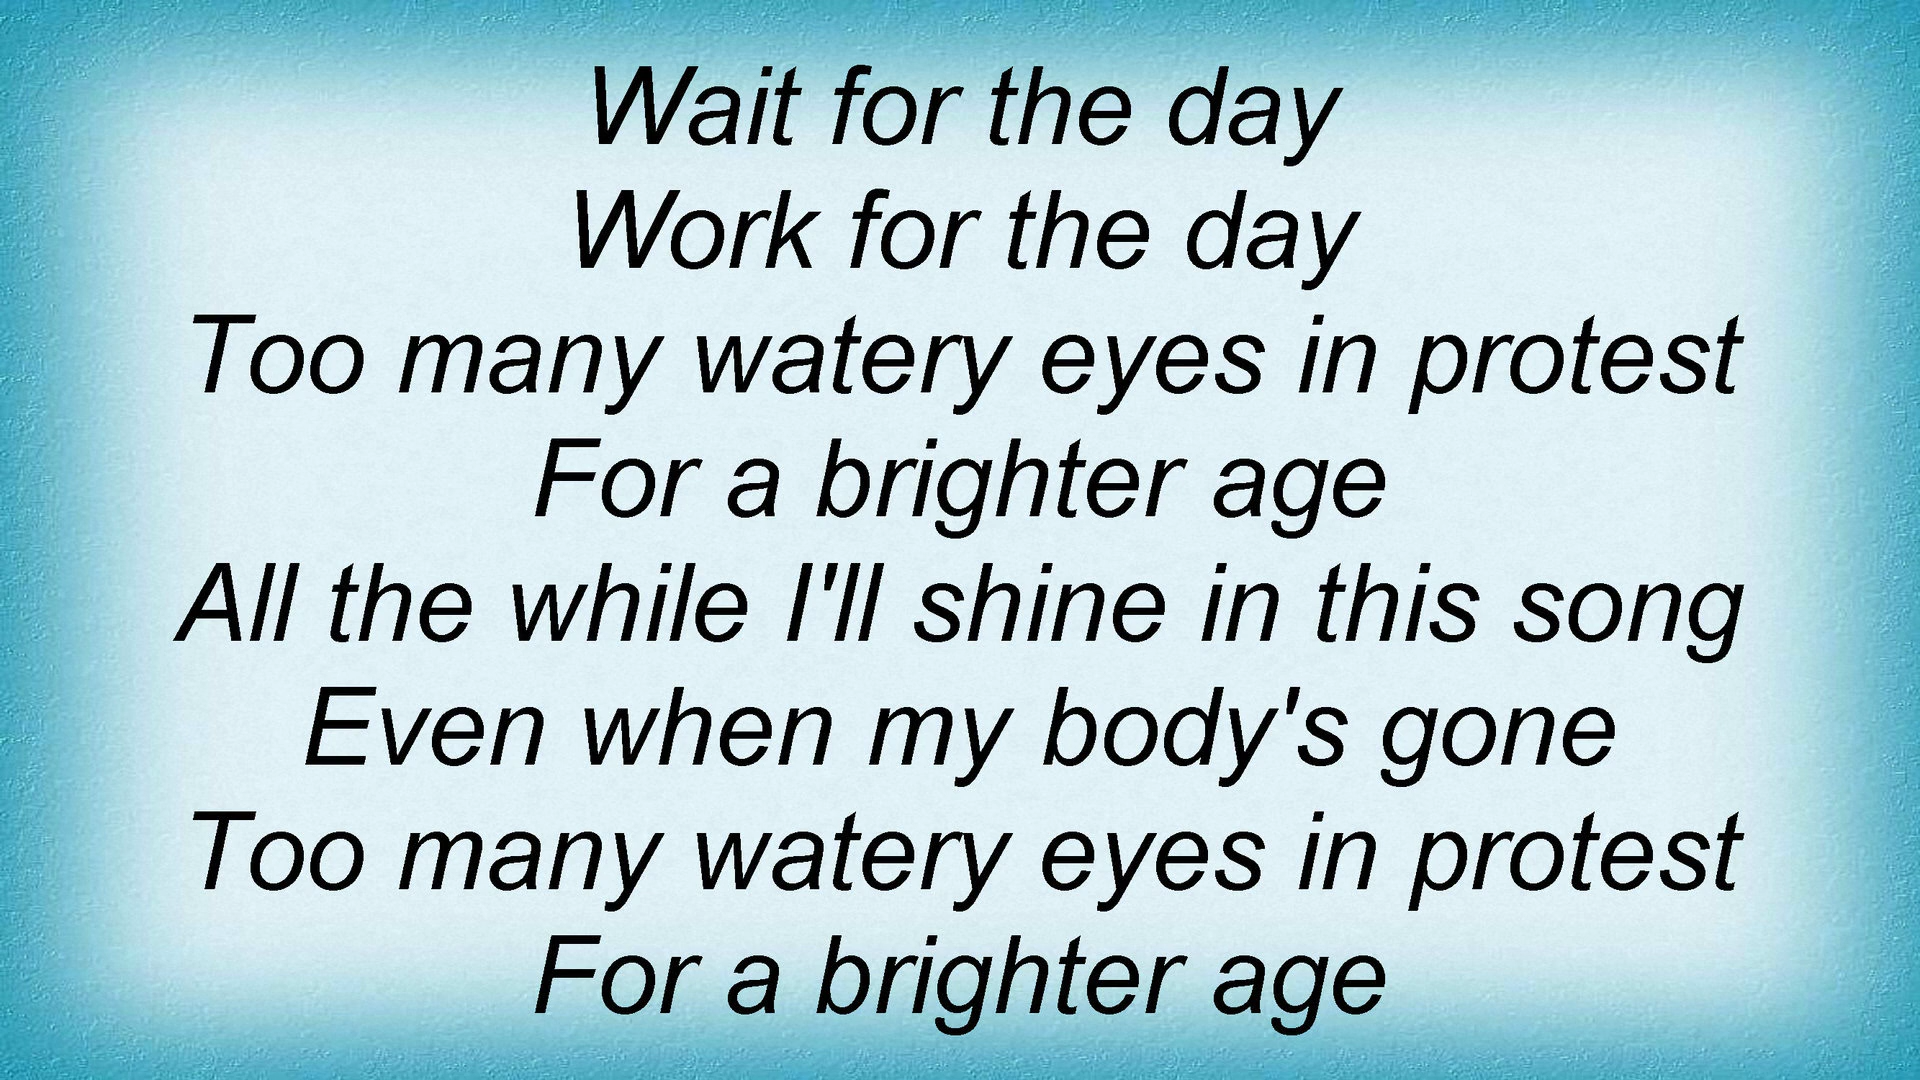 Wait for the day
Work for the day
Too many watery eyes in protest
For a brighter age
All the while I'll shine in this song
Even when my body's gone
Too many watery eyes in protest
For a brighter age